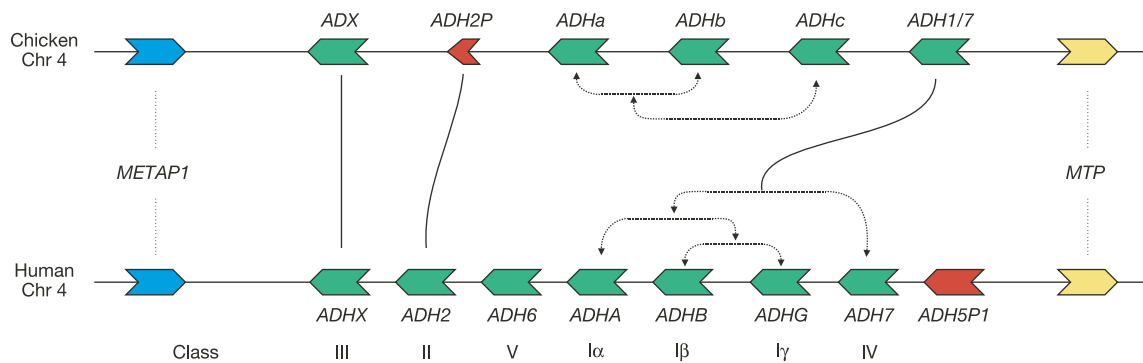 ADX ADH2P ADHa ADHb ADHc ADH1/7
Chicken
Chr 4
METAP1 MTP
Human
Chr 4
ADHX ADH2 ADH6 ADHA ADHB ADHG ADH7 ADH5P1
Class III II V Iα Iβ Iγ IV